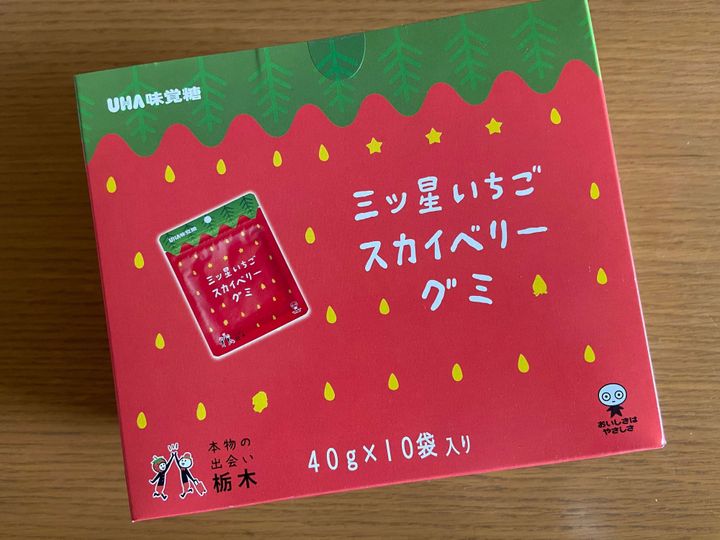 UHA味覚糖
三ツ星いちご
スカイベリー
グミ
UHA味覚糖
三ツ星いちご
スカイベリー
グミ
本物の
出会い
栃木
40g×10袋入り
おいしさは
やさしさ